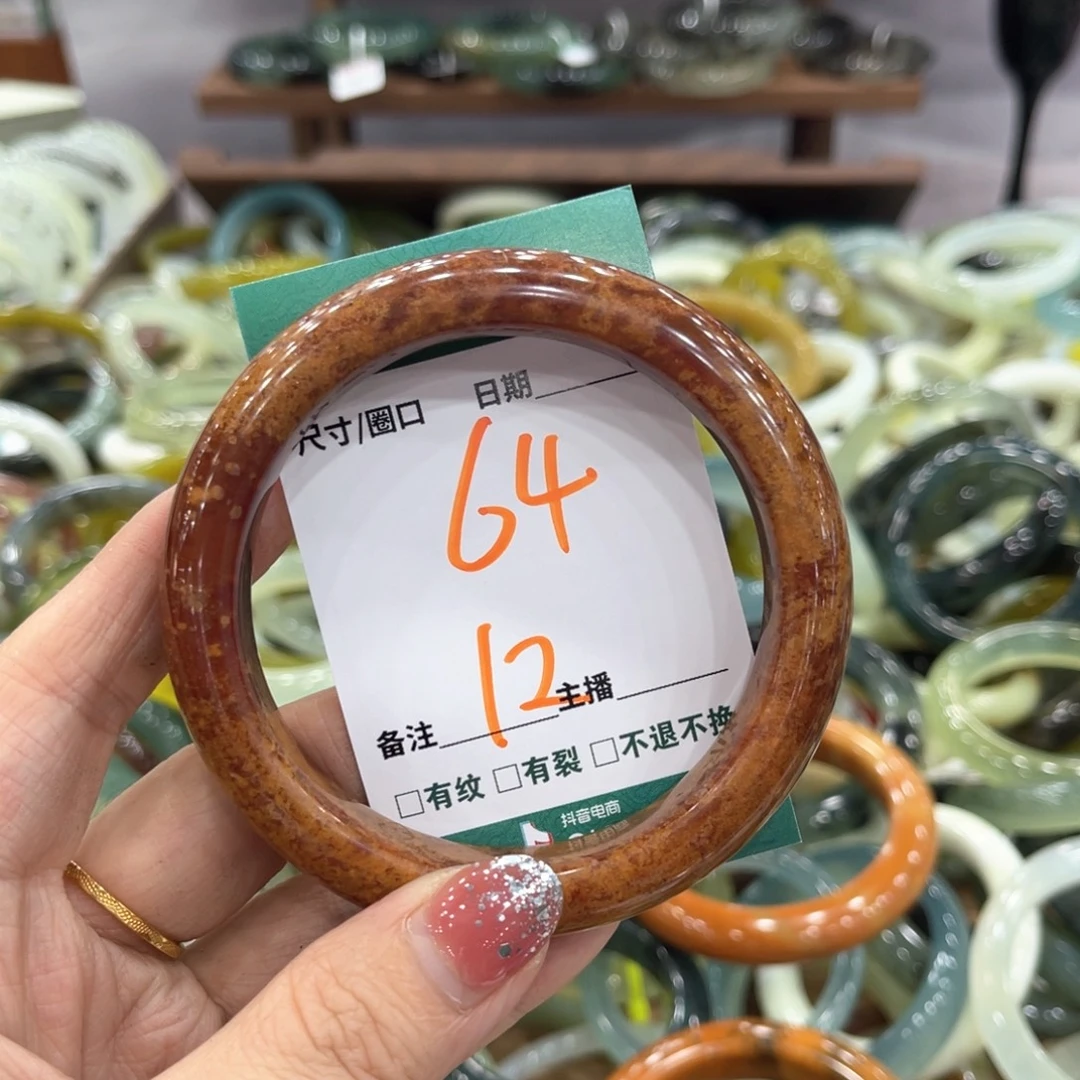 尺寸/圈口 日期
64
12
备注 主播
□有纹 □有裂 □不退不换
抖音电商